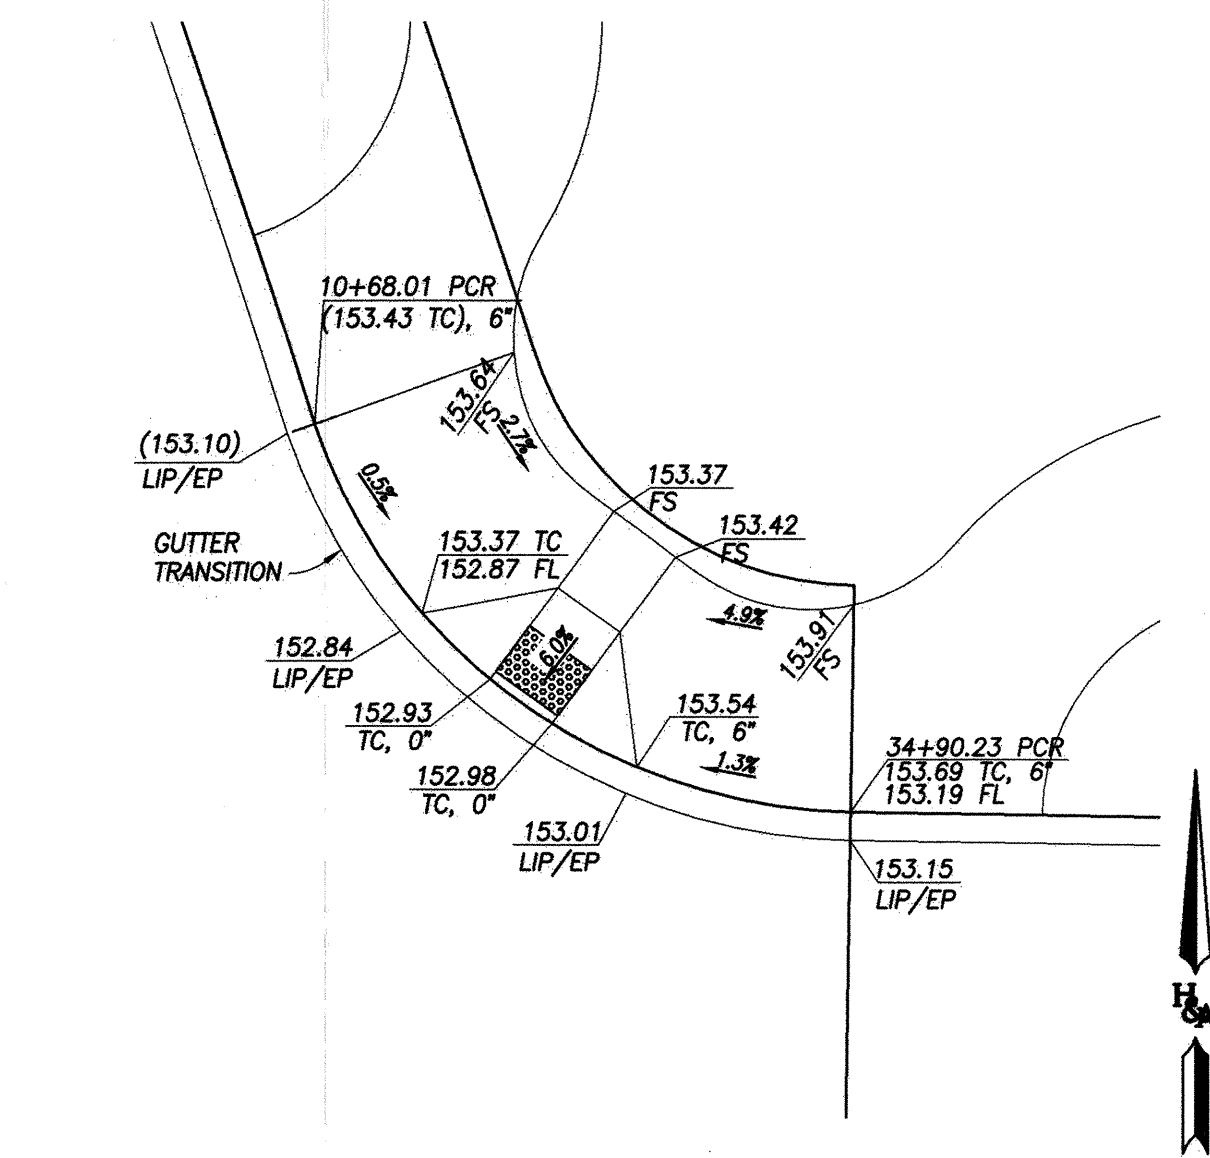 10+68.01 PCR
(153.43 TC), 6"
153.64
FS
2.7%
(153.10)
LIP/EP
0.5%
153.37
FS
153.42
FS
GUTTER
TRANSITION
153.37 TC
152.87 FL
4.9%
153.91
FS
6.0%
152.84
LIP/EP
152.93
TC, 0"
153.54
TC, 6"
1.3%
152.98
TC, 0"
34+90.23 PCR
153.69 TC, 6"
153.19 FL
153.01
LIP/EP
153.15
LIP/EP
H&A